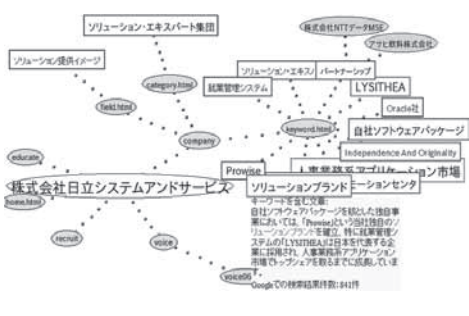 ソリューション・エキスパート集団
株式会社NTTデータMSE
アサヒ飲料株式会社
ソリューション提供イメージ
category.html
ソリューション・エキス
パートナーシップ
就業管理システム
LYSITHEA
field.html
Oracle社
keyword.html
自社ソフトウェアパッケージ
company
Independence And Originality
educate
Prowise
人事業務系アプリケーション市場
株式会社日立システムアンドサービス
ソリューションブランド
モーションセンタ
home.html
キーワードを含む文章:
自社ソフトウェアパッケージを核とした独自事
業においては、「Prowise」という当社独自のソ
リューションブランドを確立。特に就業管理シ
ステムの「LYSITHEA」は日本を代表する企
業に採用され、人事業務系アプリケーション
市場でトップシェアを取るまでに成長していま
す。
recruit
voice
voice06
Googleでの検索結果件数:841件